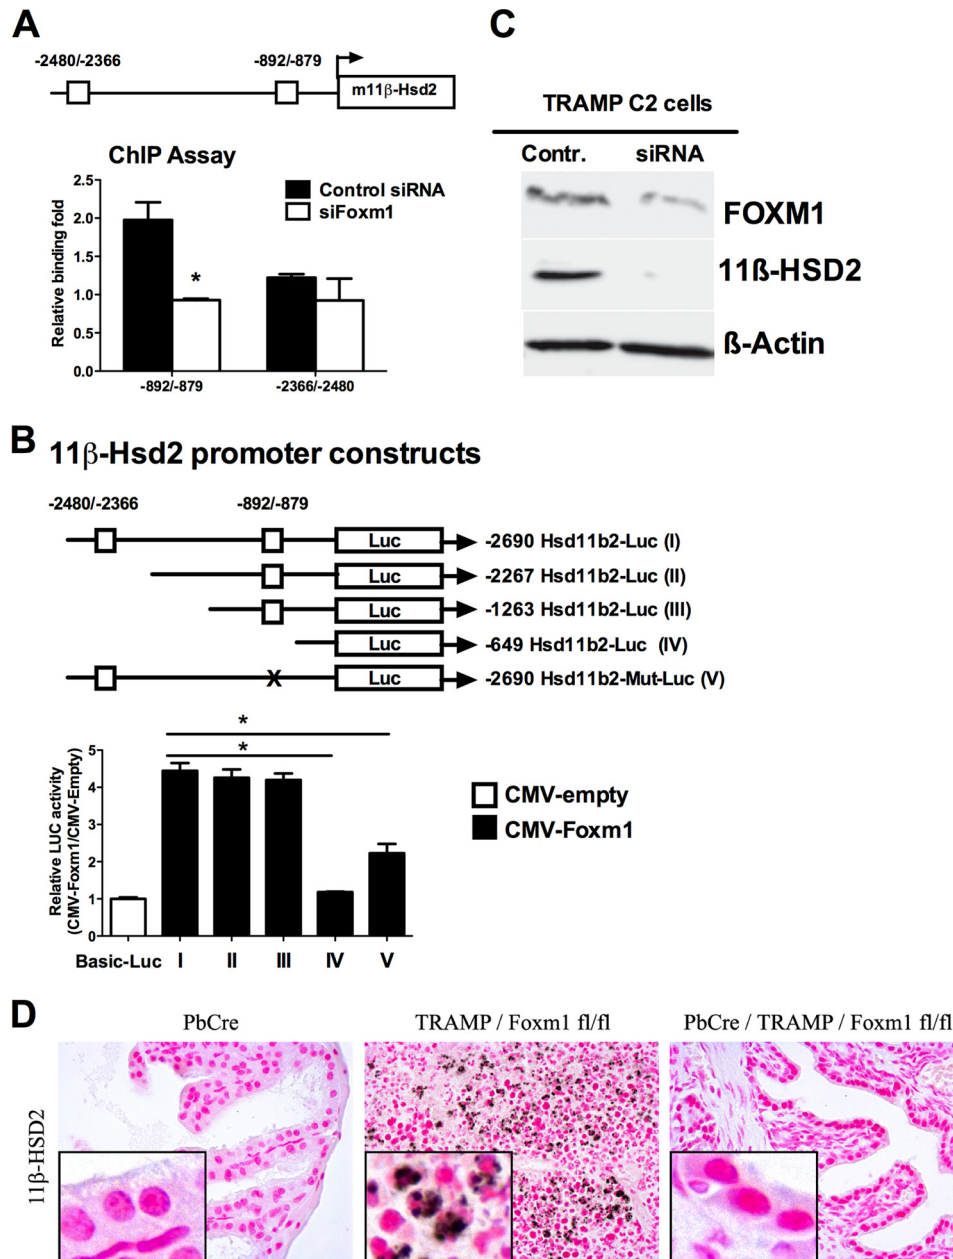 A
-2480/-2366 -892/-879
m11β-Hsd2
ChIP Assay
Control siRNA
siFoxm1
Relative binding fold
2.5
2.0
1.5
1.0
0.5
0.0
*
-892/-879 -2366/-2480
C
TRAMP C2 cells
Contr. siRNA
FOXM1
11ß-HSD2
ß-Actin
B
11β-Hsd2 promoter constructs
-2480/-2366 -892/-879
Luc -2690 Hsd11b2-Luc (I)
Luc -2267 Hsd11b2-Luc (II)
Luc -1263 Hsd11b2-Luc (III)
Luc -649 Hsd11b2-Luc (IV)
X Luc -2690 Hsd11b2-Mut-Luc (V)
Relative LUC activity
(CMV-Foxm1/CMV-Empty)
5
4
3
2
1
0
*
*
Basic-Luc I II III IV V
CMV-empty
CMV-Foxm1
D
PbCre TRAMP / Foxm1 fl/fl PbCre / TRAMP / Foxm1 fl/fl
11β-HSD2